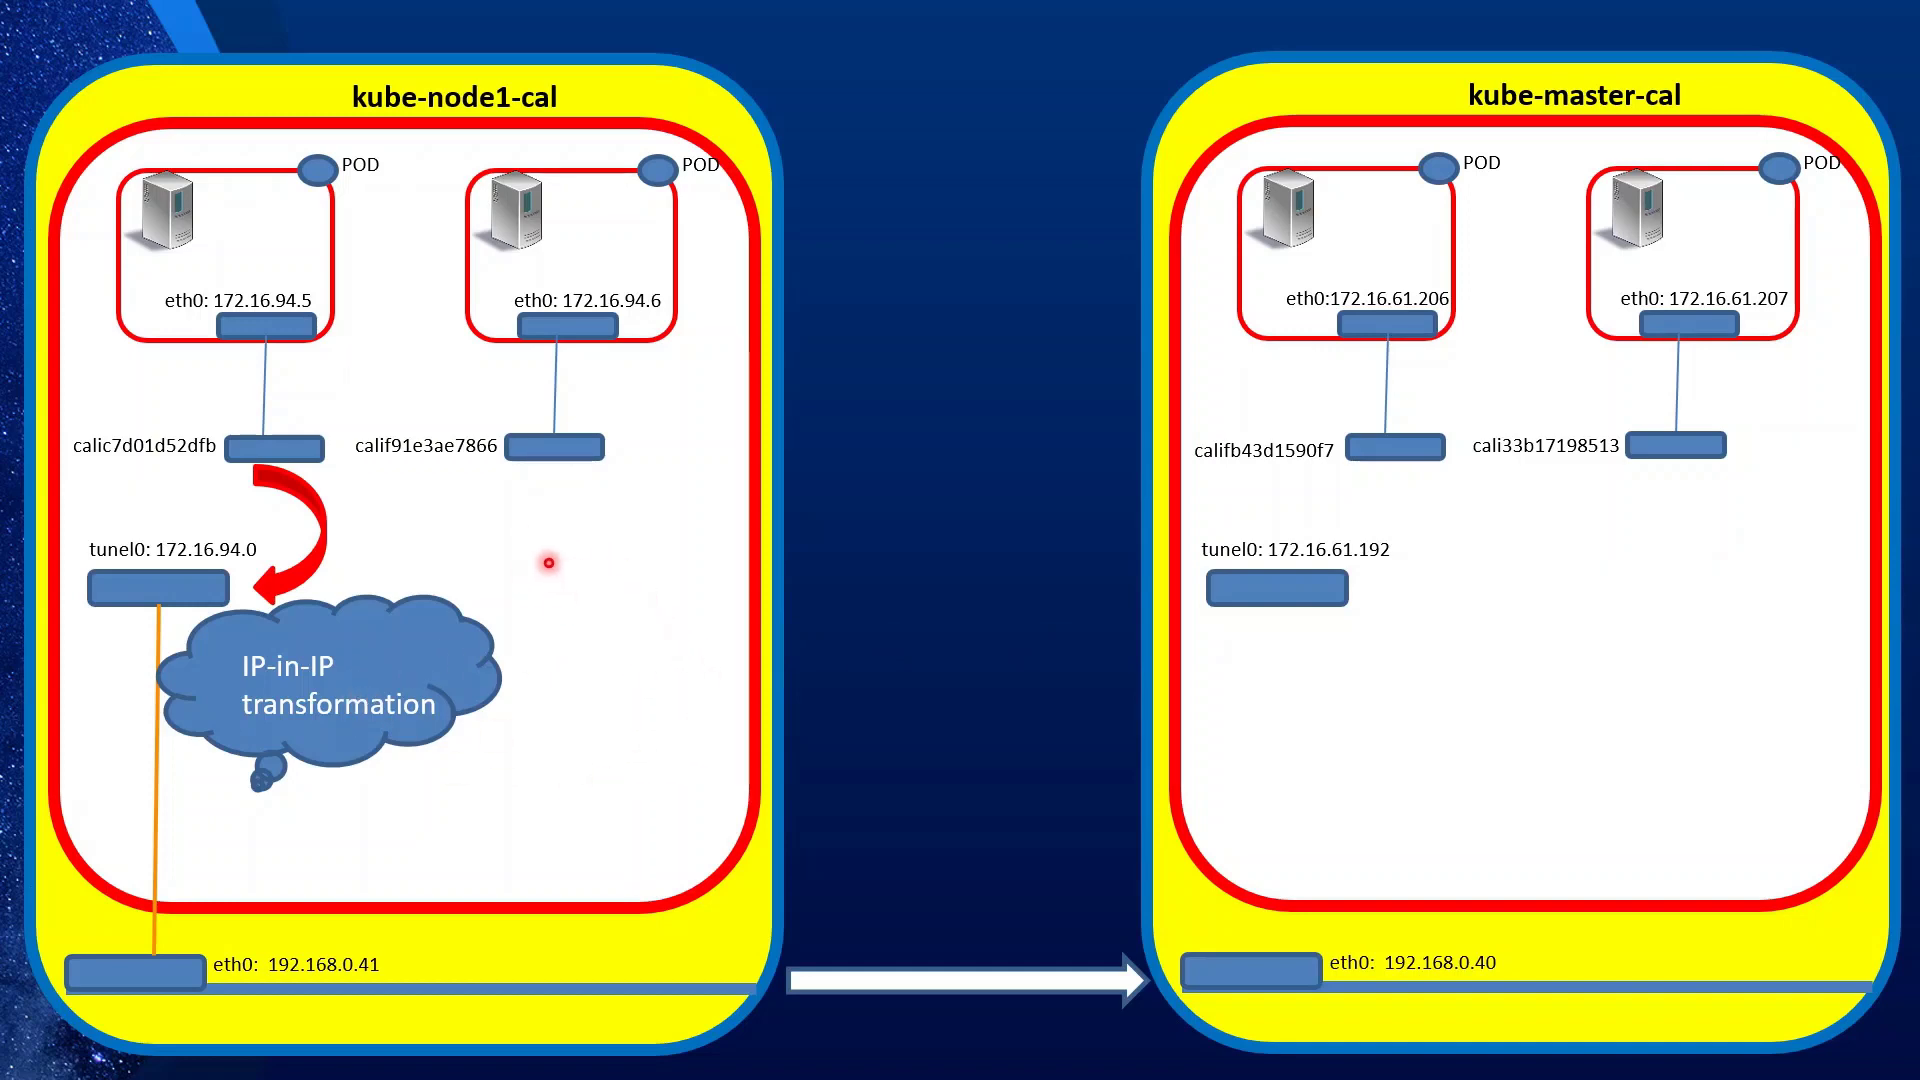 kube-node1-cal
POD
POD
eth0: 172.16.94.5
eth0: 172.16.94.6
calic7d01d52dfb
calif91e3ae7866
tunel0: 172.16.94.0
IP-in-IP
transformation
eth0:  192.168.0.41
kube-master-cal
POD
POD
eth0:172.16.61.206
eth0: 172.16.61.207
califb43d1590f7
cali33b17198513
tunel0: 172.16.61.192
eth0:  192.168.0.40